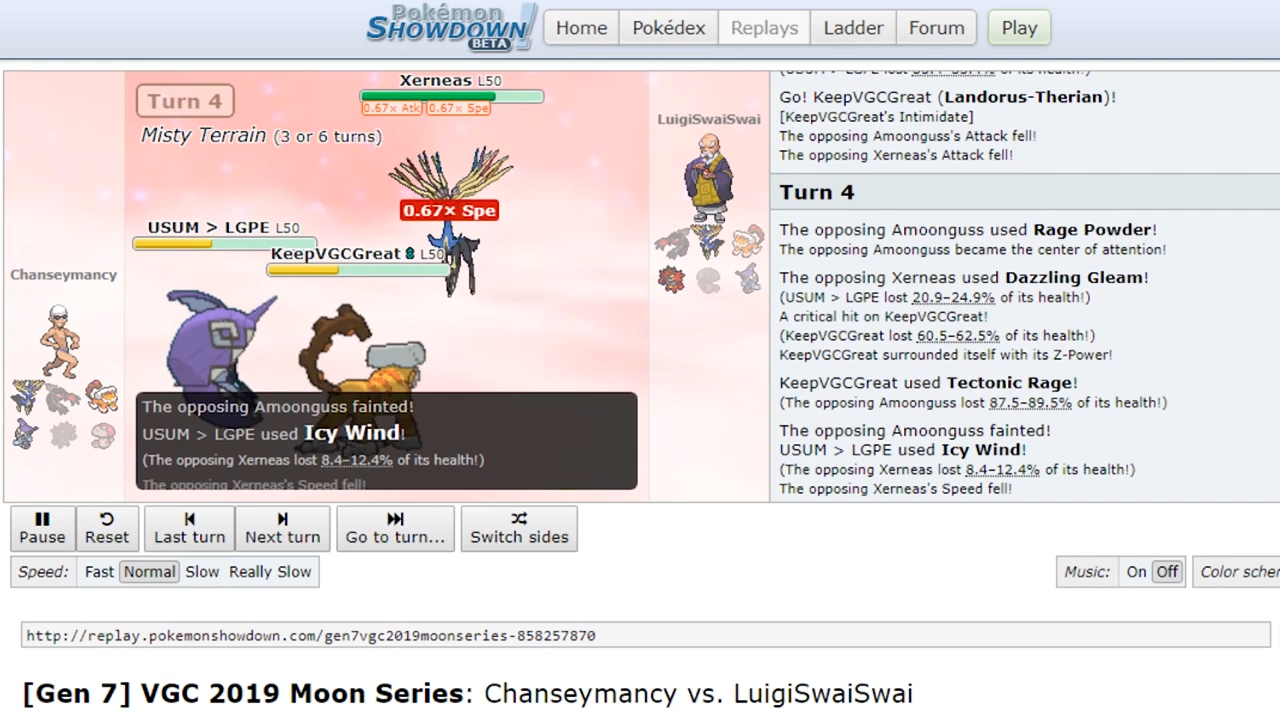 Pokémon
SHOWDOWN!
BETA
Home
Pokédex
Replays
Ladder
Forum
Play
Turn 4
Misty Terrain (3 or 6 turns)
Xerneas L50
0.67× Atk 0.67× Spe
0.67× Spe
USUM > LGPE L50
KeepVGCGreat L50
Chanseymancy
LuigiSwaiSwai
The opposing Amoonguss fainted!
USUM > LGPE used Icy Wind!
(The opposing Xerneas lost 8.4–12.4% of its health!)
The opposing Xerneas's Speed fell!
Go! KeepVGCGreat (Landorus-Therian)!
[KeepVGCGreat's Intimidate]
The opposing Amoonguss's Attack fell!
The opposing Xerneas's Attack fell!
Turn 4
The opposing Amoonguss used Rage Powder!
The opposing Amoonguss became the center of attention!
The opposing Xerneas used Dazzling Gleam!
(USUM > LGPE lost 20.9–24.9% of its health!)
A critical hit on KeepVGCGreat!
(KeepVGCGreat lost 60.5–62.5% of its health!)
KeepVGCGreat surrounded itself with its Z-Power!
KeepVGCGreat used Tectonic Rage!
(The opposing Amoonguss lost 87.5–89.5% of its health!)
The opposing Amoonguss fainted!
USUM > LGPE used Icy Wind!
(The opposing Xerneas lost 8.4–12.4% of its health!)
The opposing Xerneas's Speed fell!
Pause
Reset
Last turn
Next turn
Go to turn...
Switch sides
Speed: Fast Normal Slow Really Slow
Music: On Off
Color scher
http://replay.pokemonshowdown.com/gen7vgc2019moonseries-858257870
[Gen 7] VGC 2019 Moon Series: Chanseymancy vs. LuigiSwaiSwai